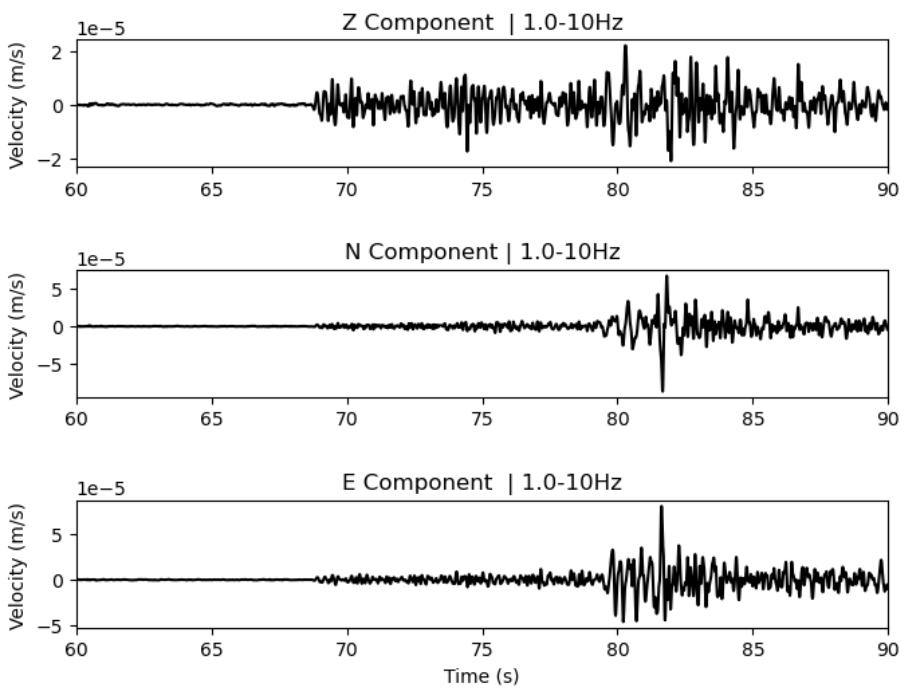 Z Component | 1.0-10Hz
1e−5
Velocity (m/s)
2
0
−2
60 65 70 75 80 85 90
N Component | 1.0-10Hz
1e−5
Velocity (m/s)
5
0
−5
60 65 70 75 80 85 90
E Component | 1.0-10Hz
1e−5
Velocity (m/s)
5
0
−5
60 65 70 75 80 85 90
Time (s)